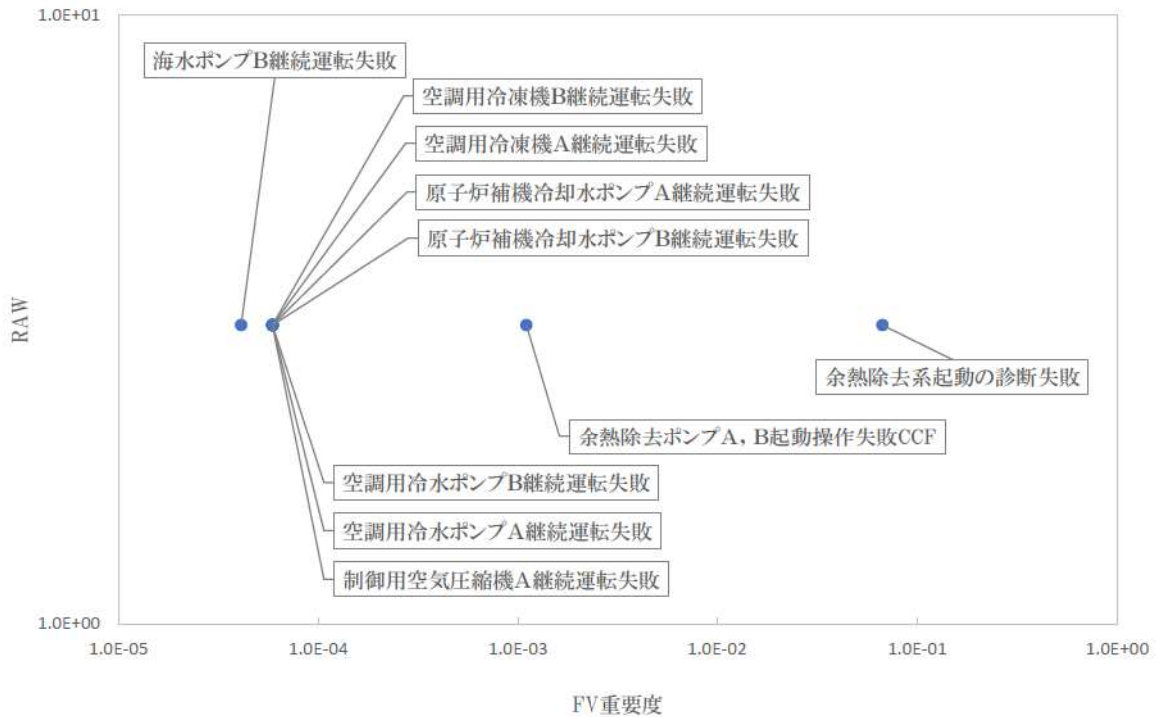 1.0E+01
海水ポンプB継続運転失敗
空調用冷凍機B継続運転失敗
空調用冷凍機A継続運転失敗
原子炉補機冷却水ポンプA継続運転失敗
原子炉補機冷却水ポンプB継続運転失敗
RAW
余熱除去系起動の診断失敗
余熱除去ポンプA, B起動操作失敗CCF
空調用冷水ポンプB継続運転失敗
空調用冷水ポンプA継続運転失敗
制御用空気圧縮機A継続運転失敗
1.0E+00
1.0E-05 1.0E-04 1.0E-03 1.0E-02 1.0E-01 1.0E+00
FV重要度